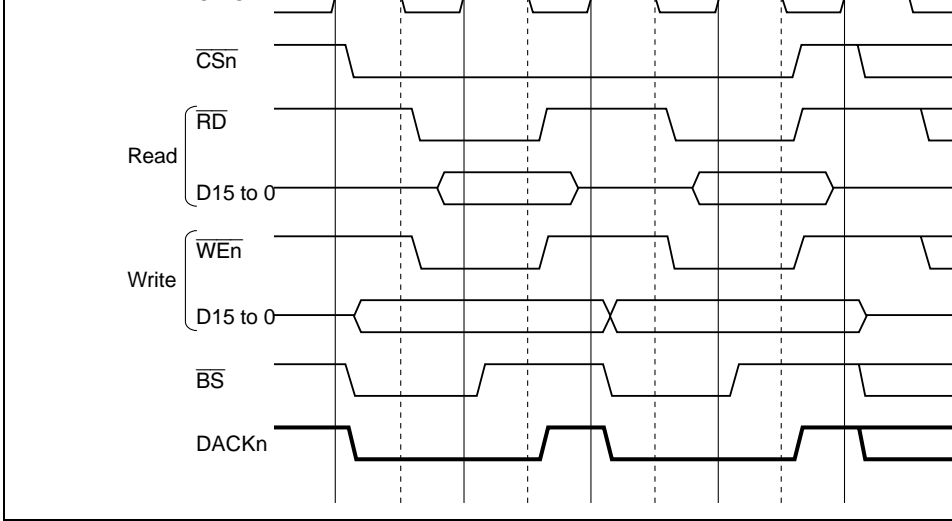 CSn
RD
Read
D15 to 0
WEn
Write
D15 to 0
BS
DACKn